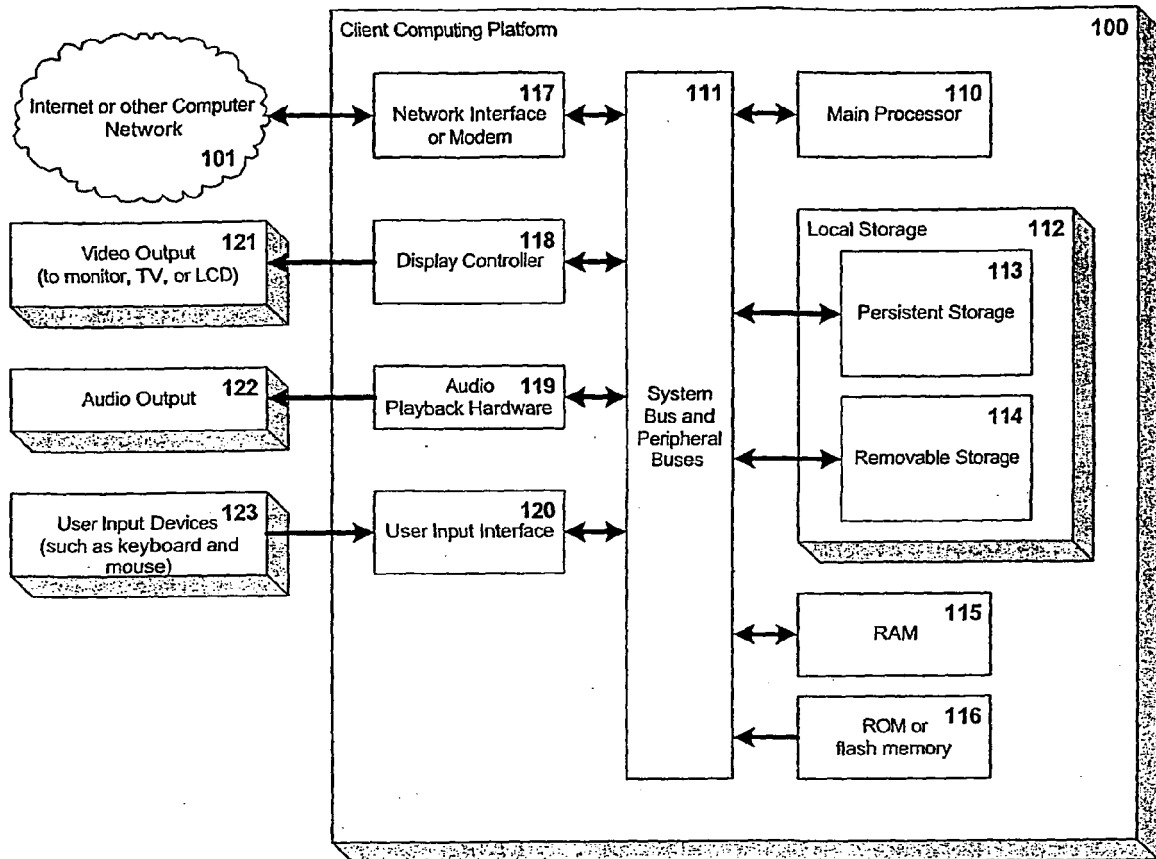 Client Computing Platform
100
Internet or other Computer
Network
101
117
Network Interface
or Modem
111
System
Bus and
Peripheral
Buses
110
Main Processor
121
Video Output
(to monitor, TV, or LCD)
118
Display Controller
Local Storage
112
113
Persistent Storage
114
Removable Storage
122
Audio Output
Audio
119
Playback Hardware
123
User Input Devices
(such as keyboard and
mouse)
120
User Input Interface
115
RAM
116
ROM or
flash memory